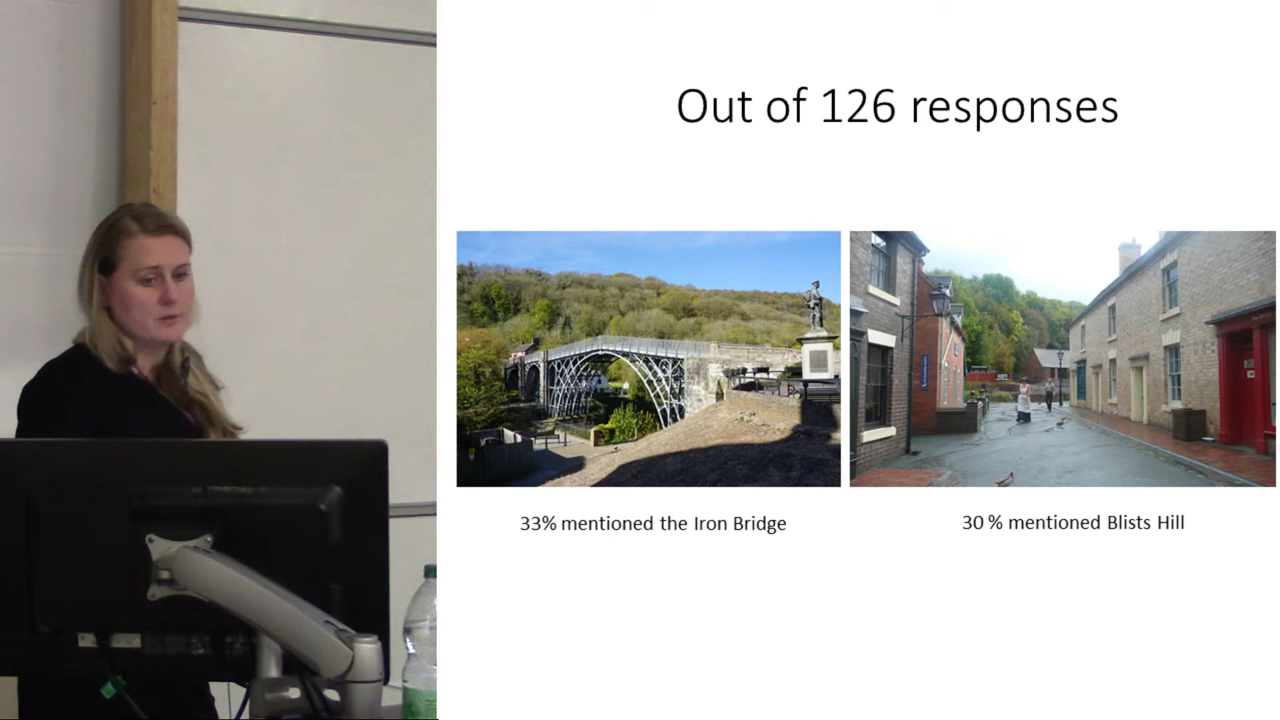 Out of 126 responses
33% mentioned the Iron Bridge
30 % mentioned Blists Hill